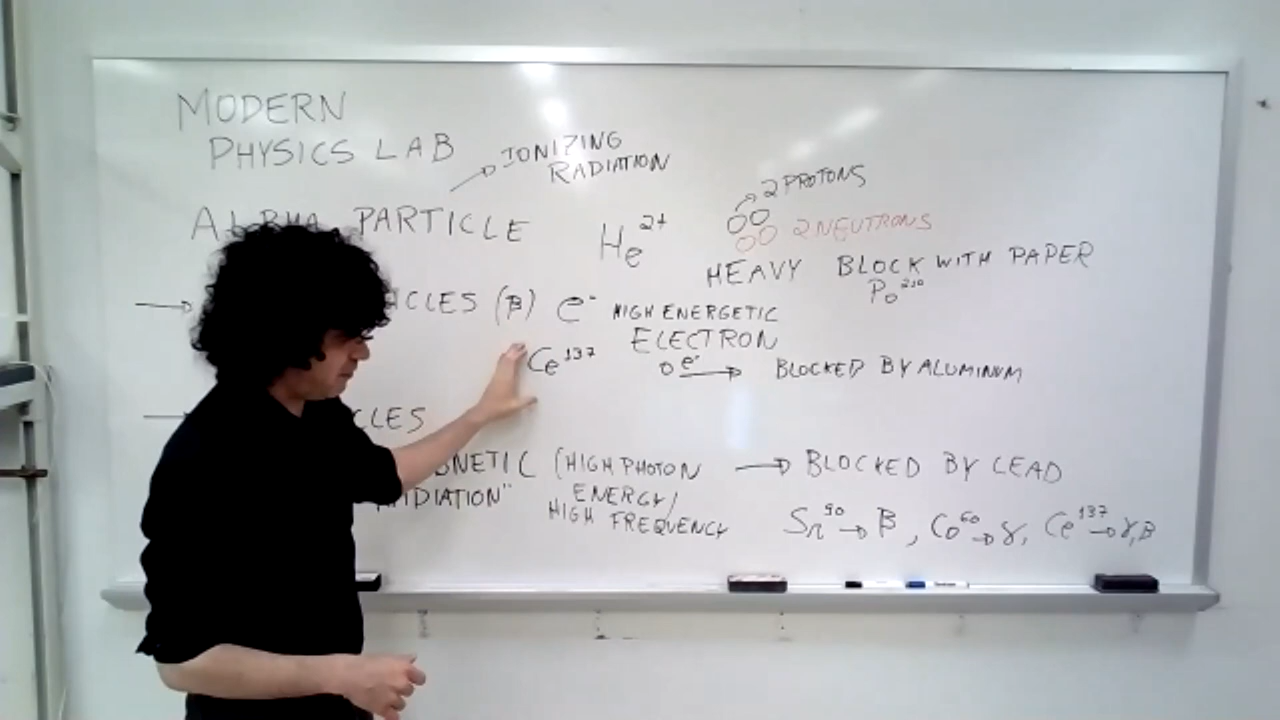 MODERN
PHYSICS LAB
IONIZING
RADIATION
ALPHA PARTICLE
He²⁺
2 PROTONS
2 NEUTRONS
HEAVY BLOCK WITH PAPER
Po²¹⁰
CLES (β) e⁻ HIGH ENERGETIC
ELECTRON
Ce¹³⁷
e⁻ → BLOCKED BY ALUMINUM
CLES
NETIC (HIGH PHOTON → BLOCKED BY LEAD
DIATION" ENERGY/
HIGH FREQUENCY
Sr⁹⁰ → β, Co⁶⁰ → γ, Ce¹³⁷ → γ, β